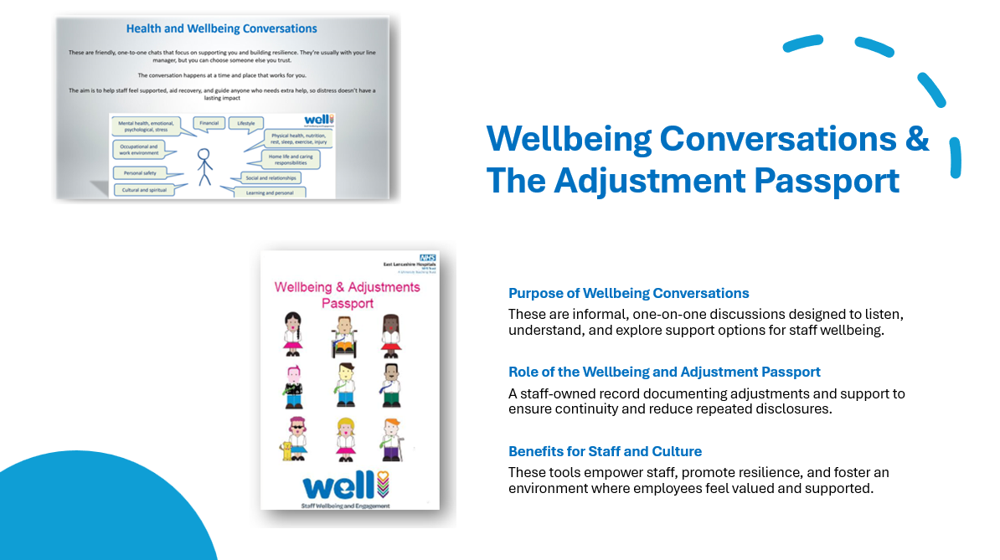 Health and Wellbeing Conversations
These are friendly, one-to-one chats that focus on supporting you and building resilience. They're usually with your line
manager, but you can choose someone else you trust.
The conversation happens at a time and place that works for you.
The aim is to help staff feel supported, aid recovery, and guide anyone who needs extra help, so distress doesn't have a
lasting impact
Mental health, emotional,
psychological, stress
Financial
Lifestyle
well
Staff Wellbeing and Engagement
Physical health, nutrition,
rest, sleep, exercise, injury
Occupational and
work environment
Home life and caring
responsibilities
Personal safety
Social and relationships
Cultural and spiritual
Learning and personal
Wellbeing Conversations &
The Adjustment Passport
NHS
East Lancashire Hospitals
NHS Trust
A University Teaching Trust
Wellbeing & Adjustments
Passport
well
Staff Wellbeing and Engagement
Purpose of Wellbeing Conversations
These are informal, one-on-one discussions designed to listen,
understand, and explore support options for staff wellbeing.
Role of the Wellbeing and Adjustment Passport
A staff-owned record documenting adjustments and support to
ensure continuity and reduce repeated disclosures.
Benefits for Staff and Culture
These tools empower staff, promote resilience, and foster an
environment where employees feel valued and supported.